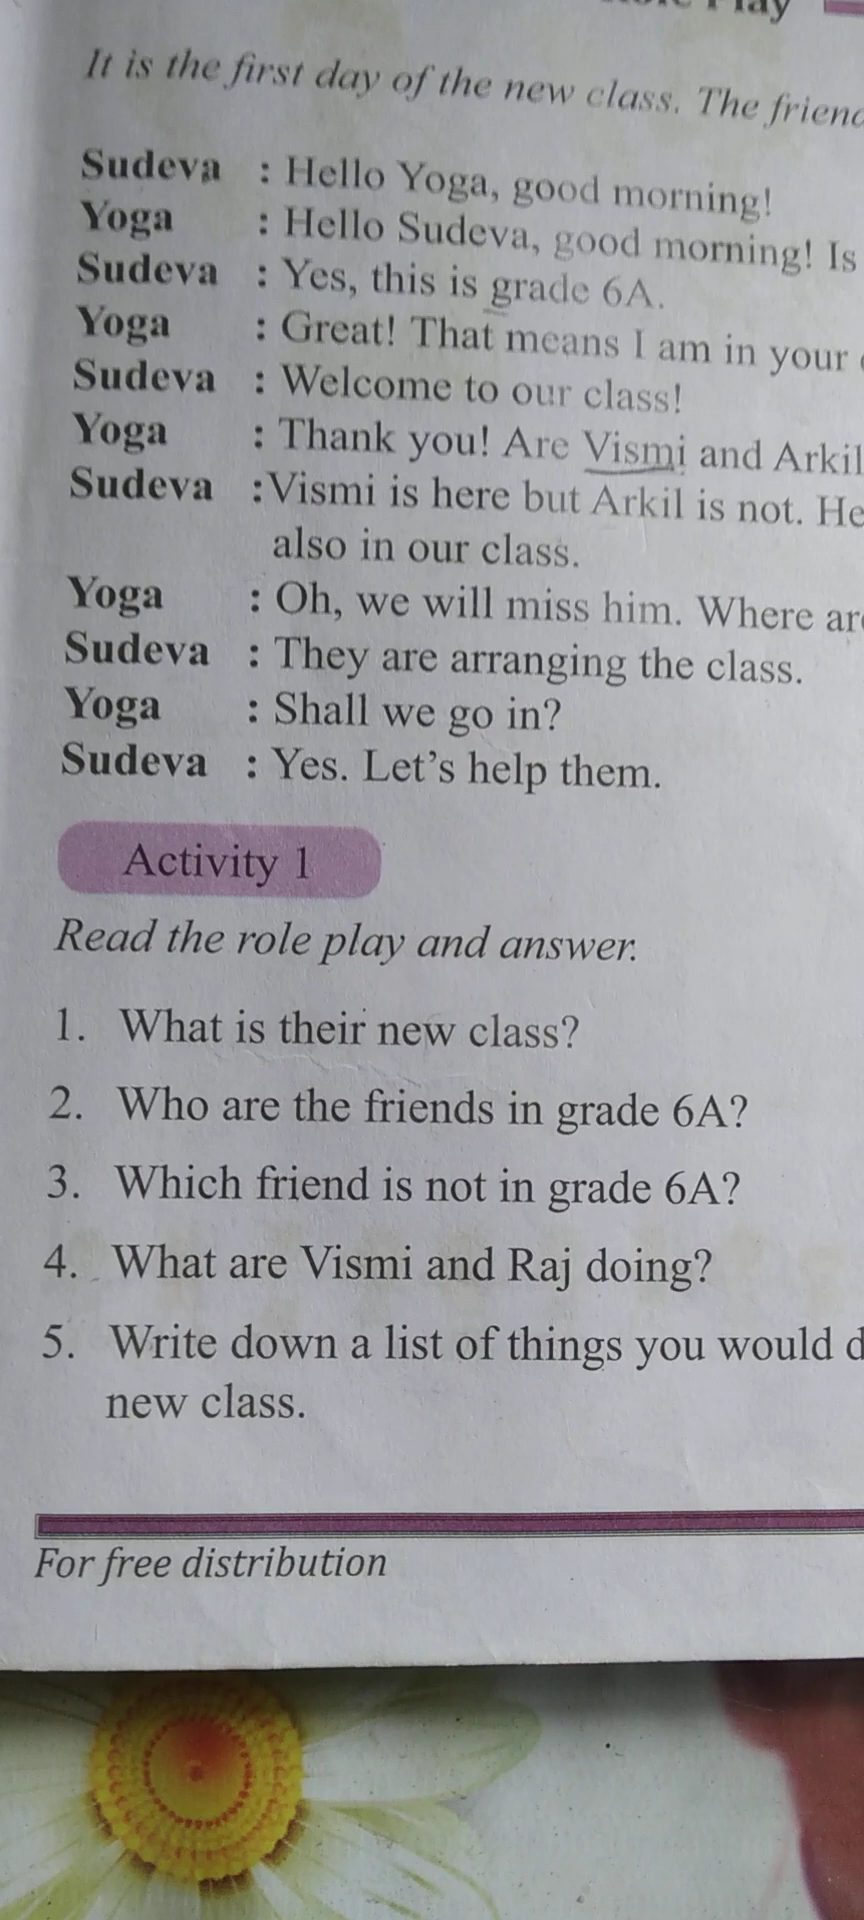 Play
It is the first day of the new class. The
Sudeva : Hello Yoga, good morning!
Yoga : Hello Sudeva, good morning! Is
Sudeva : Yes, this is grade 6A.
Yoga : Great! That means I am in your
Sudeva : Welcome to our class!
Yoga : Thank you! Are Vismi and Arkil
Sudeva :Vismi is here but Arkil is not. He
also in our class.
Yoga : Oh, we will miss him. Where
Sudeva : They are arranging the class.
Yoga : Shall we go in?
Sudeva : Yes. Let's help them.
Activity 1
Read the role play and answer.
1. What is their new class?
2. Who are the friends in grade 6A?
3. Which friend is not in grade 6A?
4. What are Vismi and Raj doing?
5. Write down a list of things you would
new class.
For free distribution